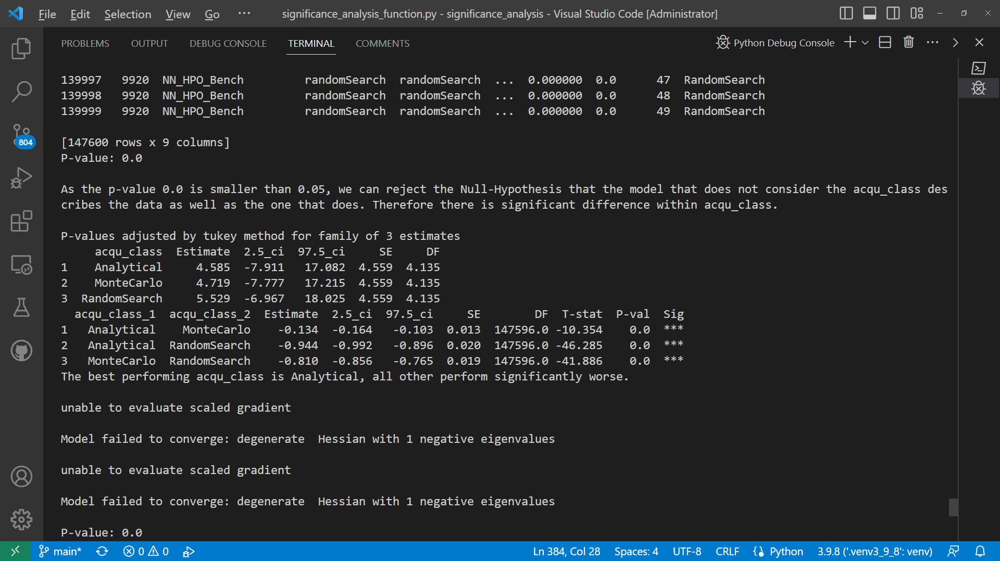 File Edit Selection View Go ··· significance_analysis_function.py - significance_analysis - Visual Studio Code [Administrator]
PROBLEMS OUTPUT DEBUG CONSOLE TERMINAL COMMENTS Python Debug Console
139997   9920  NN_HPO_Bench         randomSearch  randomSearch  ...  0.000000  0.0      47  RandomSearch
139998   9920  NN_HPO_Bench         randomSearch  randomSearch  ...  0.000000  0.0      48  RandomSearch
139999   9920  NN_HPO_Bench         randomSearch  randomSearch  ...  0.000000  0.0      49  RandomSearch
[147600 rows x 9 columns]
P-value: 0.0
As the p-value 0.0 is smaller than 0.05, we can reject the Null-Hypothesis that the model that does not consider the acqu_class des
cribes the data as well as the one that does. Therefore there is significant difference within acqu_class.
P-values adjusted by tukey method for family of 3 estimates
     acqu_class  Estimate  2.5_ci  97.5_ci     SE     DF
1    Analytical     4.585  -7.911   17.082  4.559  4.135
2    MonteCarlo     4.719  -7.777   17.215  4.559  4.135
3  RandomSearch     5.529  -6.967   18.025  4.559  4.135
  acqu_class_1  acqu_class_2  Estimate  2.5_ci  97.5_ci     SE        DF  T-stat  P-val  Sig
1   Analytical    MonteCarlo    -0.134  -0.164   -0.103  0.013  147596.0 -10.354    0.0  ***
2   Analytical  RandomSearch    -0.944  -0.992   -0.896  0.020  147596.0 -46.285    0.0  ***
3   MonteCarlo  RandomSearch    -0.810  -0.856   -0.765  0.019  147596.0 -41.886    0.0  ***
The best performing acqu_class is Analytical, all other perform significantly worse.
unable to evaluate scaled gradient
Model failed to converge: degenerate  Hessian with 1 negative eigenvalues
unable to evaluate scaled gradient
Model failed to converge: degenerate  Hessian with 1 negative eigenvalues
P-value: 0.0
804
main* 0 0 Ln 384, Col 28 Spaces: 4 UTF-8 CRLF Python 3.9.8 ('.venv3_9_8': venv)